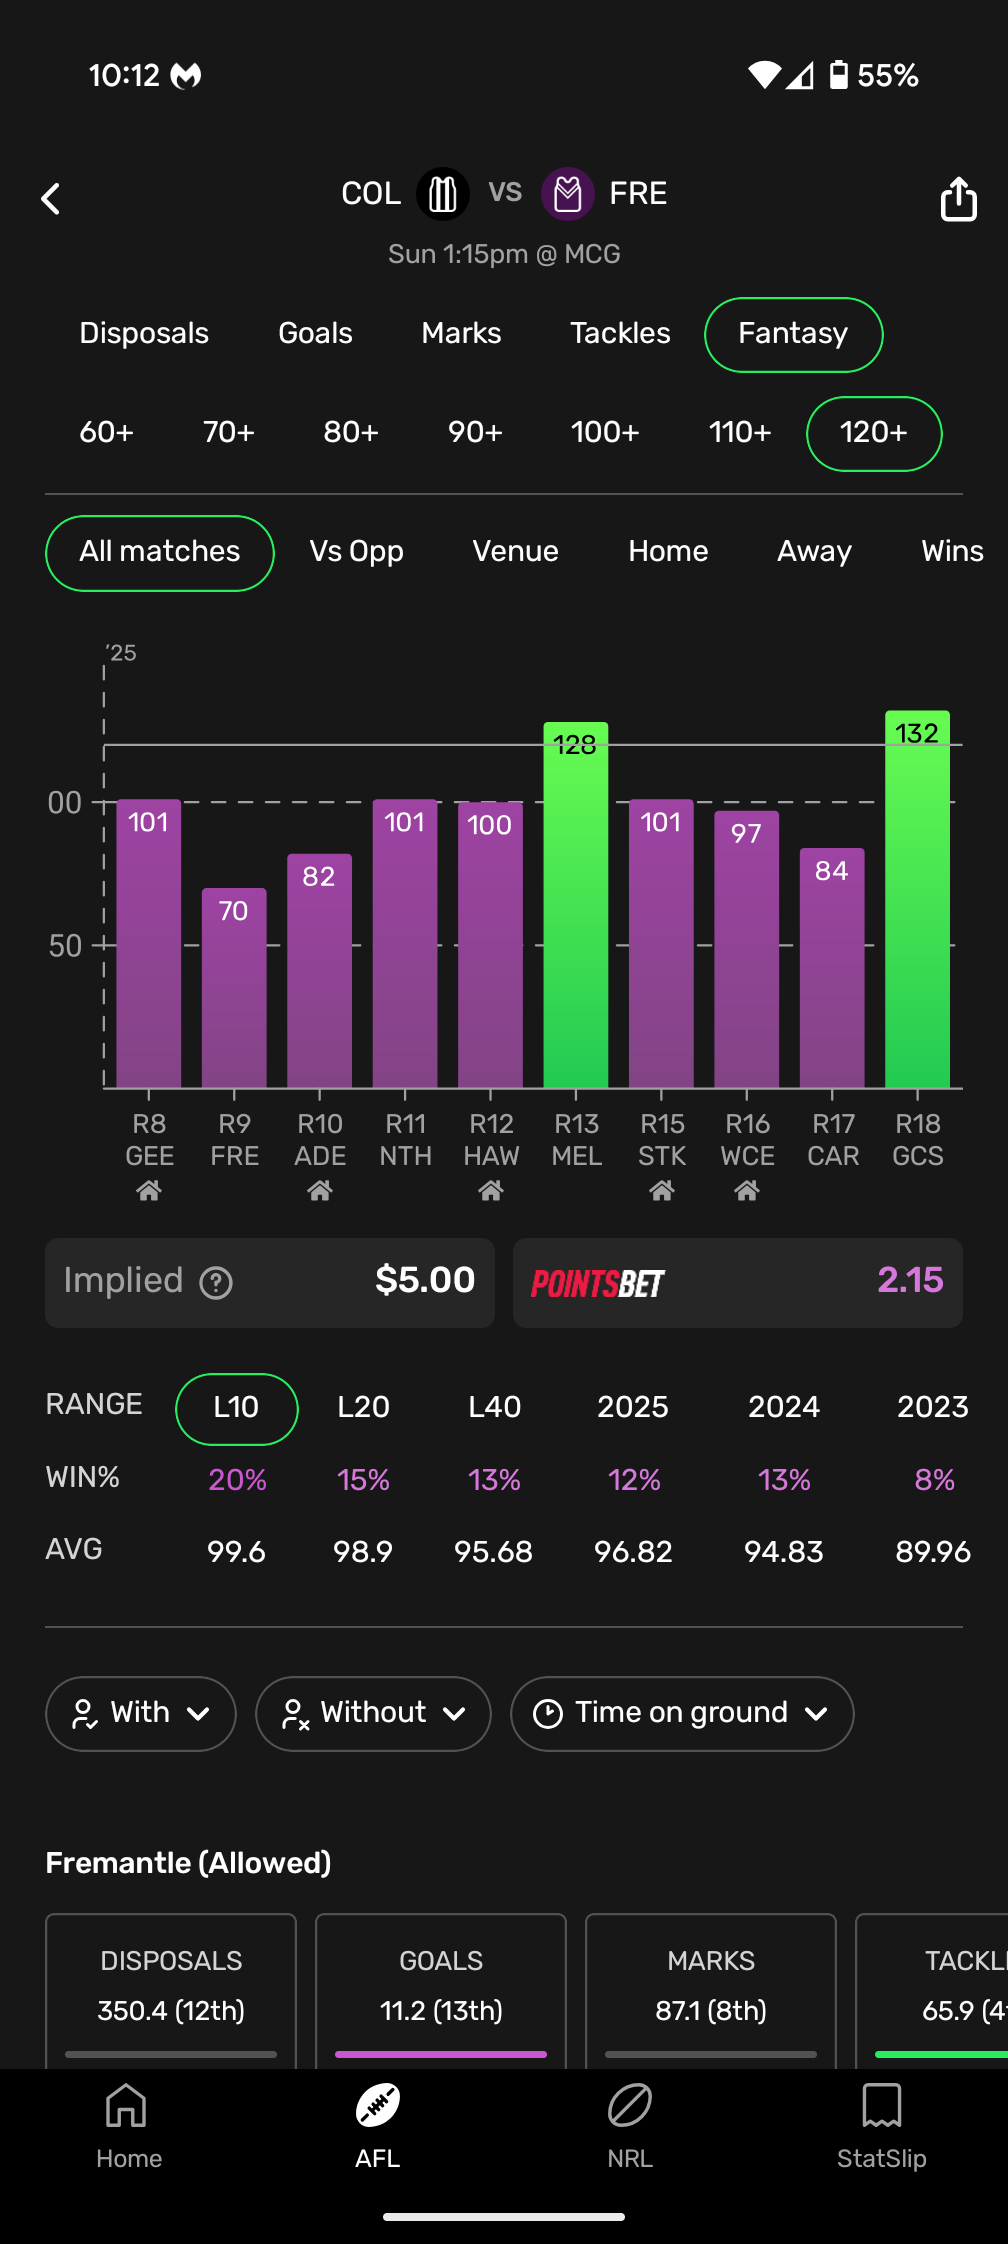 10:12 55%
COL VS FRE
Sun 1:15pm @ MCG
Disposals Goals Marks Tackles Fantasy
60+ 70+ 80+ 90+ 100+ 110+ 120+
All matches Vs Opp Venue Home Away Wins
'25
128 132
00 101 101 100 101 97
82 84
70
50
R8 R9 R10 R11 R12 R13 R15 R16 R17 R18
GEE FRE ADE NTH HAW MEL STK WCE CAR GCS
Implied ? $5.00 POINTSBET 2.15
RANGE L10 L20 L40 2025 2024 2023
WIN% 20% 15% 13% 12% 13% 8%
AVG 99.6 98.9 95.68 96.82 94.83 89.96
With Without Time on ground
Fremantle (Allowed)
DISPOSALS GOALS MARKS TACKL
350.4 (12th) 11.2 (13th) 87.1 (8th) 65.9 (4
Home AFL NRL StatSlip